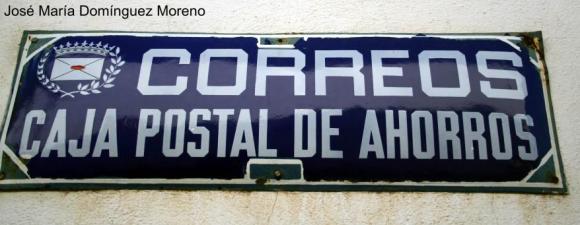 José María Domínguez Moreno
CORREOS
CAJA POSTAL DE AHORROS